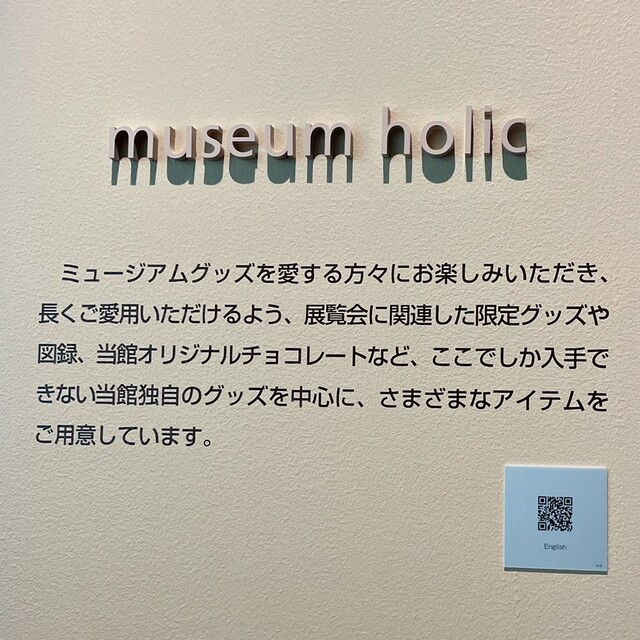 museum holic
ミュージアムグッズを愛する方々にお楽しみいただき、
長くご愛用いただけるよう、展覧会に関連した限定グッズや
図録、当館オリジナルチョコレートなど、ここでしか入手で
きない当館独自のグッズを中心に、さまざまなアイテムを
ご用意しています。
English